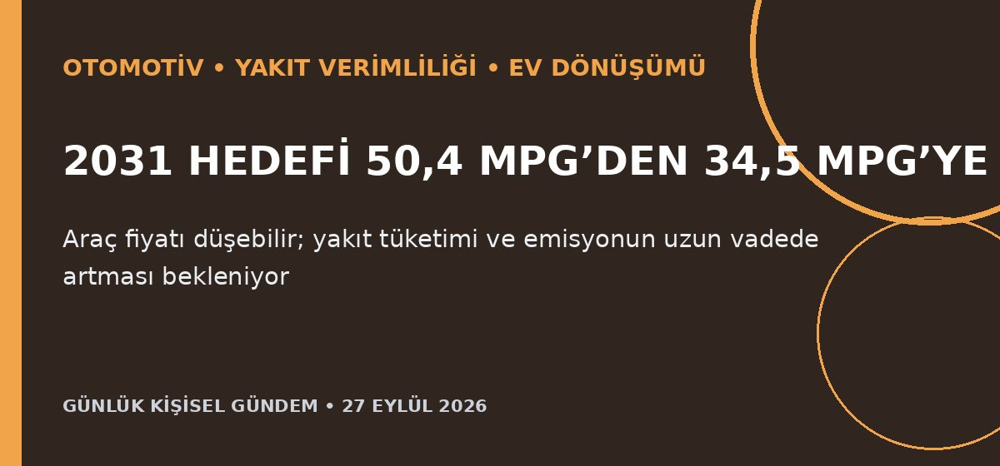 OTOMOTİV • YAKIT VERİMLİLİĞİ • EV DÖNÜŞÜMÜ
2031 HEDEFİ 50,4 MPG’DEN 34,5 MPG’YE
Araç fiyatı düşebilir; yakıt tüketimi ve emisyonun uzun vadede
artması bekleniyor
GÜNLÜK KİŞİSEL GÜNDEM • 27 EYLÜL 2026